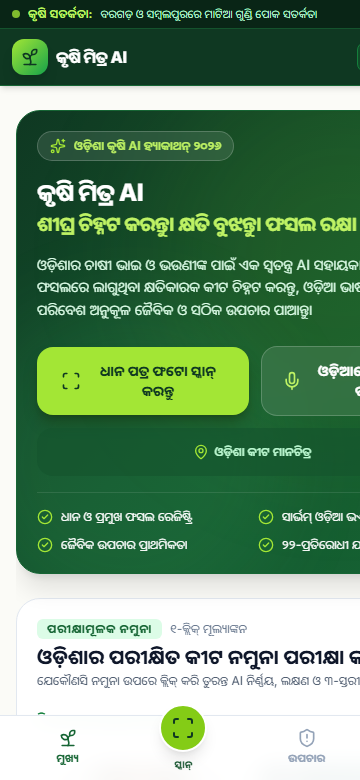 କୃଷି ସତର୍କତା: ବରଗଡ଼ ଓ ସମ୍ବଲପୁରରେ ମାଟିଆ ଗୁଣ୍ଡି ପୋକ ସତର୍କତା
କୃଷି ମିତ୍ର AI
ଓଡ଼ିଶା କୃଷି AI ହ୍ୟାକାଥନ୍ ୨୦୨୬
କୃଷି ମିତ୍ର AI
ଶୀଘ୍ର ଚିହ୍ନଟ କରନ୍ତୁ। କ୍ଷତି ବୁଝନ୍ତୁ। ଫସଲ ରକ୍ଷା
ଓଡ଼ିଶାର ଚାଷୀ ଭାଇ ଓ ଭଉଣୀଙ୍କ ପାଇଁ ଏକ ସ୍ୱତନ୍ତ୍ର AI ସହାୟକ।
ଫସଲରେ ଲାଗୁଥିବା କ୍ଷତିକାରକ କୀଟ ଚିହ୍ନଟ କରନ୍ତୁ, ଓଡ଼ିଆ
ପରିବେଶ ଅନୁକୂଳ ଜୈବିକ ଓ ସଠିକ ଉପଚାର ପାଆନ୍ତୁ।
ଧାନ ପତ୍ର ଫଟୋ ସ୍କାନ୍
କରନ୍ତୁ
ଓଡ଼ିଶା କୀଟ ମାନଚିତ୍ର
ଧାନ ଓ ପ୍ରମୁଖ ଫସଲ ରେଜିଷ୍ଟ୍ରି
ସାର୍ଭମ୍ ଓଡ଼ିଆ
ଜୈବିକ ଉପଚାର ପ୍ରାଥମିକତା
୨୨-ପ୍ରତିରୋଧୀ
ପରୀକ୍ଷାମୂଳକ ନମୁନା ୧-କ୍ଲିକ୍ ମୂଲ୍ୟାଙ୍କନ
ଓଡ଼ିଶାର ପରୀକ୍ଷିତ କୀଟ ନମୁନା ପରୀକ୍ଷା
ଯେକୌଣସି ନମୁନା ଉପରେ କ୍ଲିକ୍ କରି ତୁରନ୍ତ AI ନିର୍ଣ୍ଣୟ, ଲକ୍ଷଣ ଓ ୩-ସ୍ତରୀ
ମୁଖ୍ୟ
ସ୍କାନ୍
ଉପଚାର